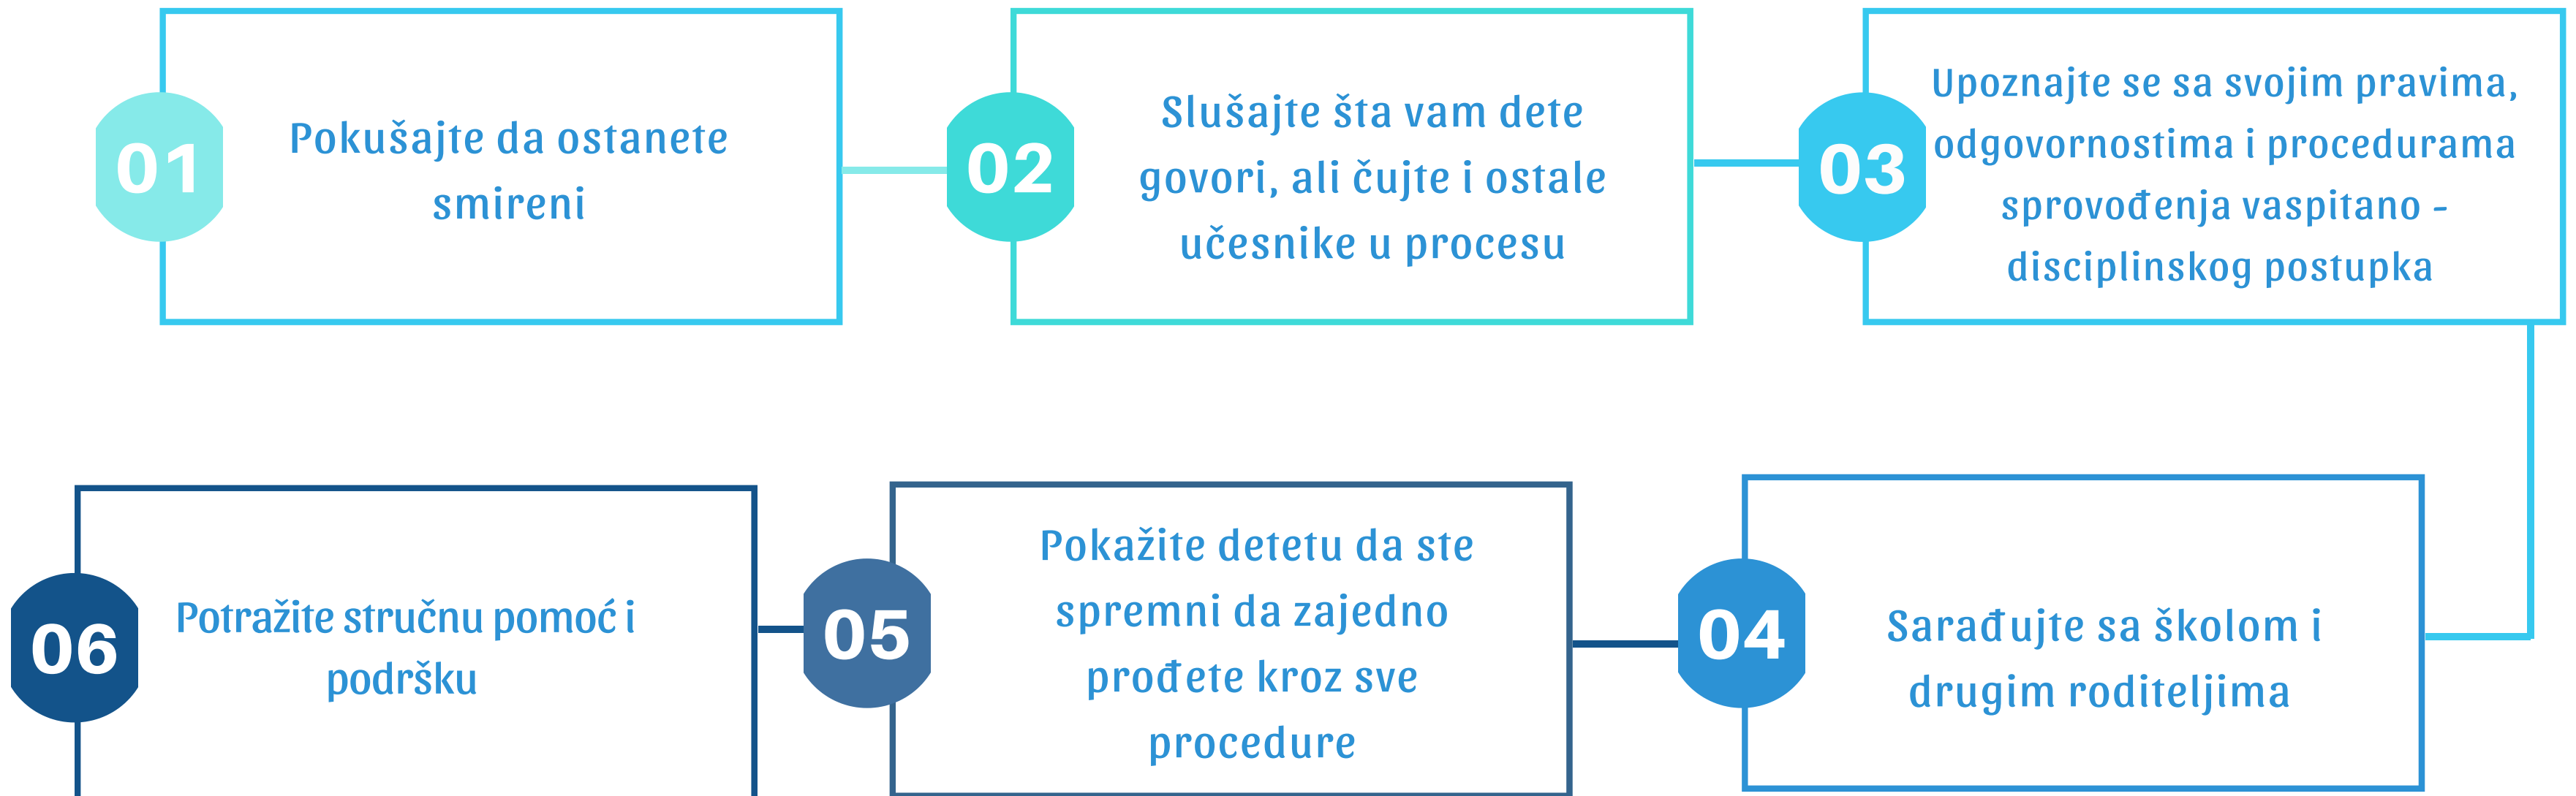 01
Pokušajte da ostanete
smireni
02
Slušajte šta vam dete
govori, ali čujte i ostale
učesnike u procesu
03
Upoznajte se sa svojim pravima,
odgovornostima i procedurama
sprovođenja vaspitano -
disciplinskog postupka
04
Sarađujte sa školom i
drugim roditeljima
05
Pokažite detetu da ste
spremni da zajedno
prođete kroz sve
procedure
06
Potražite stručnu pomoć i
podršku